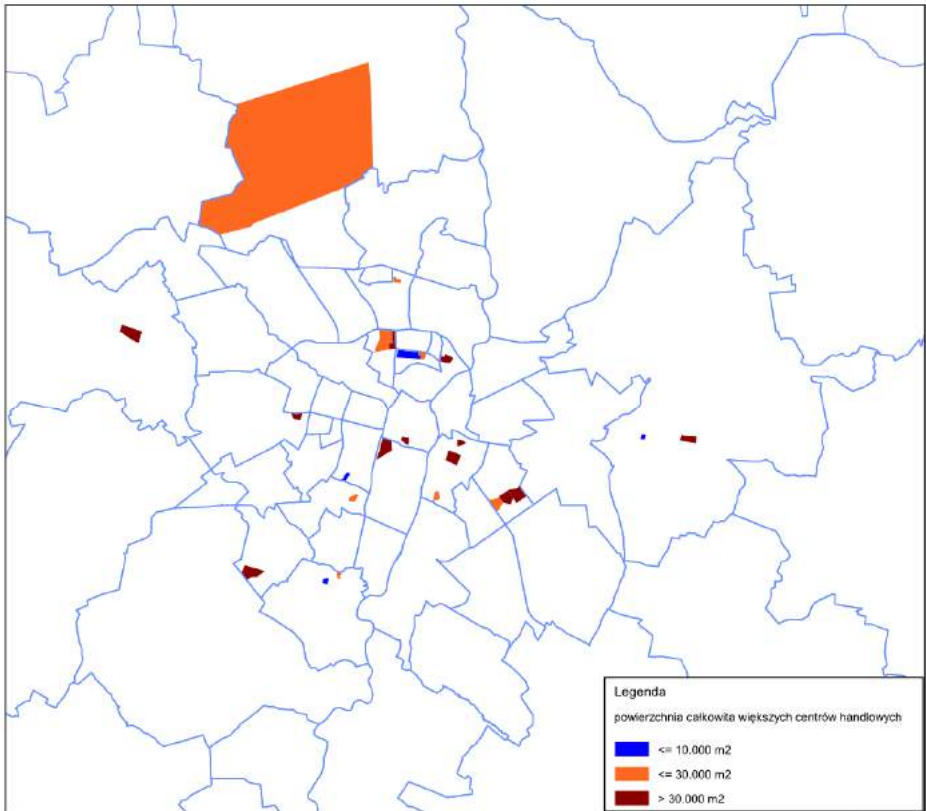 Legenda
powierzchnia całkowita większych centrów handlowych
<= 10.000 m2
<= 30.000 m2
> 30.000 m2